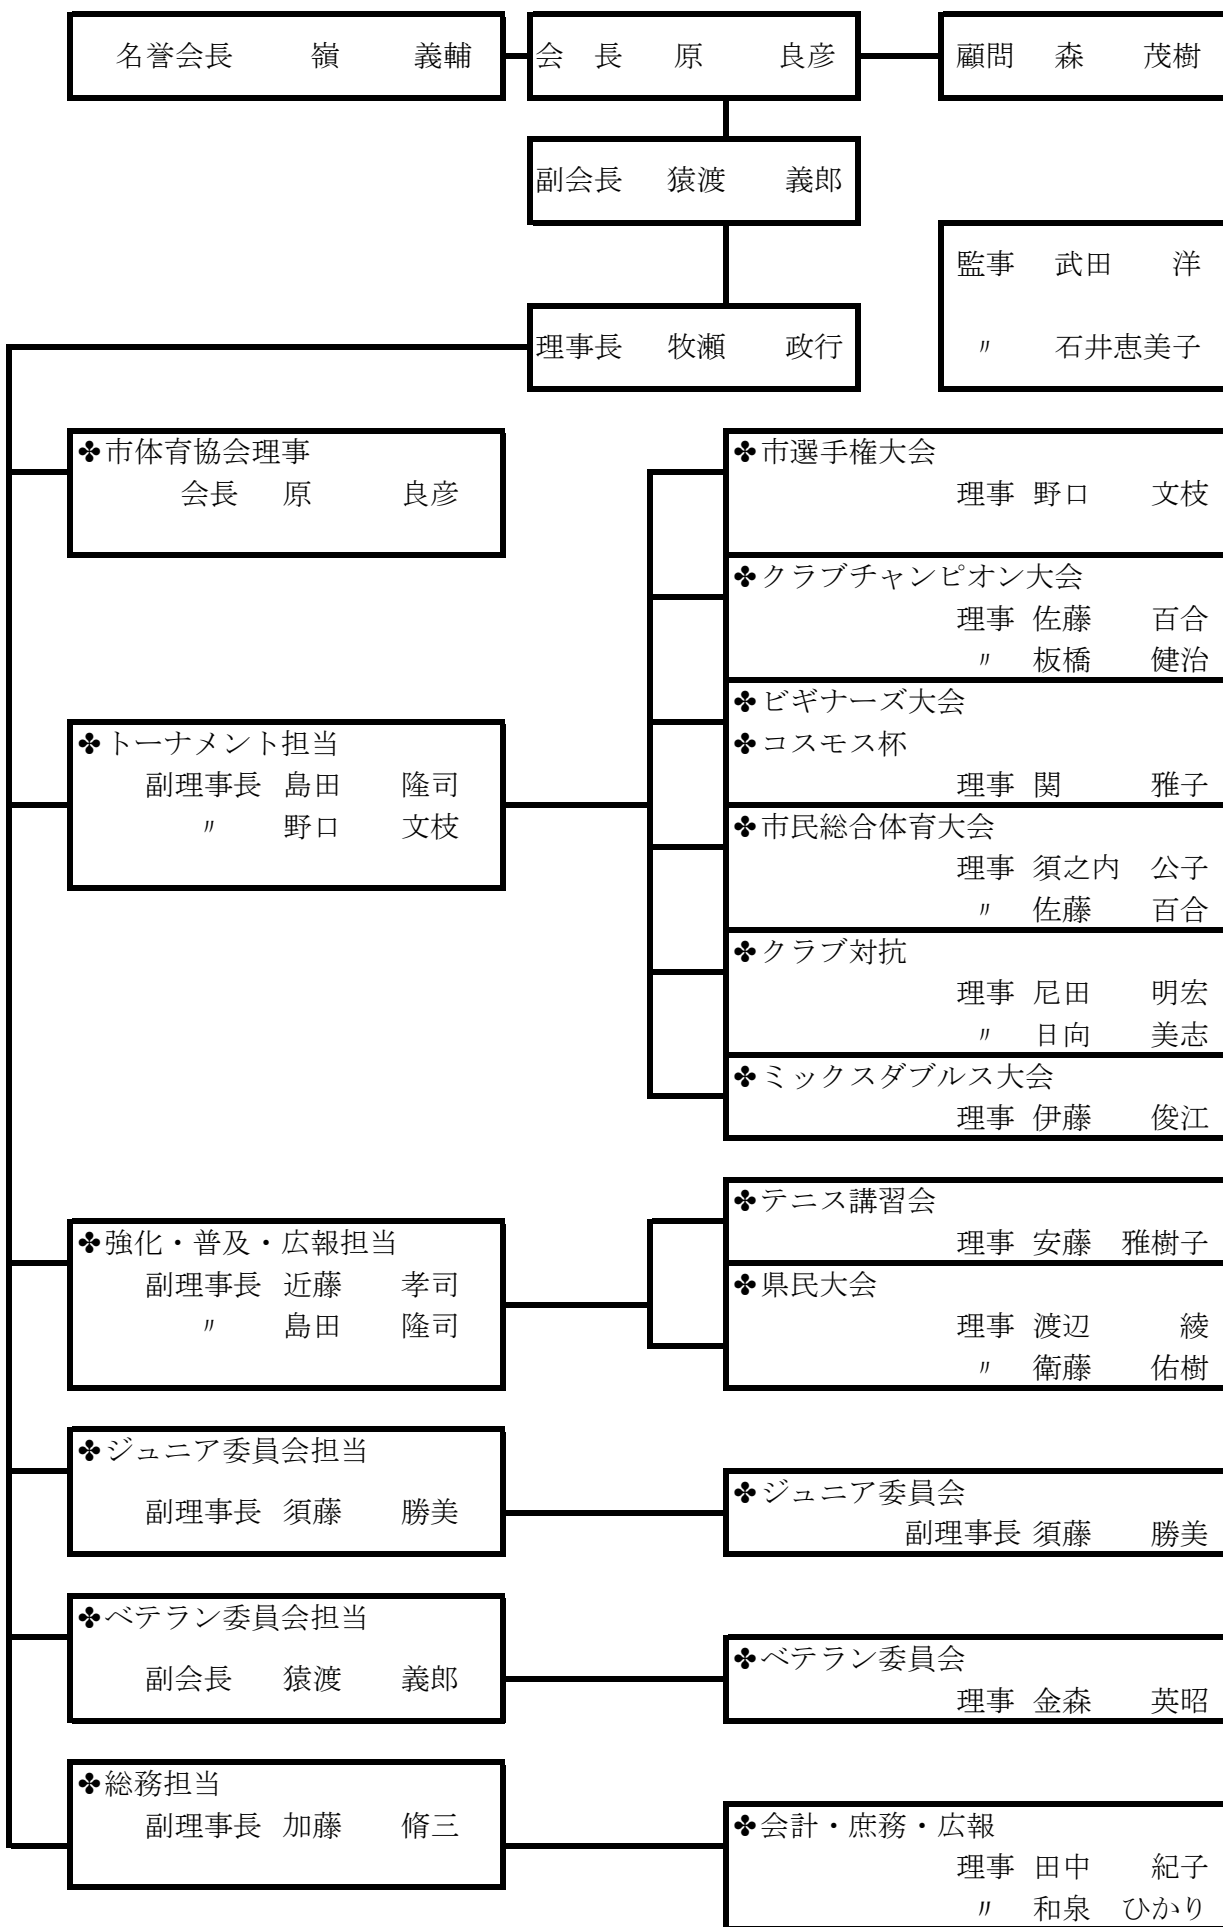 名誉会長 嶺 義輔
会 長 原 良彦
顧問 森 茂樹
副会長 猿渡 義郎
監事 武田 洋
〃 石井恵美子
理事長 牧瀬 政行
✤市体育協会理事
会長 原 良彦
✤市選手権大会
理事 野口 文枝
✤クラブチャンピオン大会
理事 佐藤 百合
〃 板橋 健治
✤ビギナーズ大会
✤コスモス杯
理事 関 雅子
✤トーナメント担当
副理事長 島田 隆司
〃 野口 文枝
✤市民総合体育大会
理事 須之内 公子
〃 佐藤 百合
✤クラブ対抗
理事 尼田 明宏
〃 日向 美志
✤ミックスダブルス大会
理事 伊藤 俊江
✤強化・普及・広報担当
副理事長 近藤 孝司
〃 島田 隆司
✤テニス講習会
理事 安藤 雅樹子
✤県民大会
理事 渡辺 綾
〃 衛藤 佑樹
✤ジュニア委員会担当
副理事長 須藤 勝美
✤ジュニア委員会
副理事長 須藤 勝美
✤ベテラン委員会担当
副会長 猿渡 義郎
✤ベテラン委員会
理事 金森 英昭
✤総務担当
副理事長 加藤 脩三
✤会計・庶務・広報
理事 田中 紀子
〃 和泉 ひかり